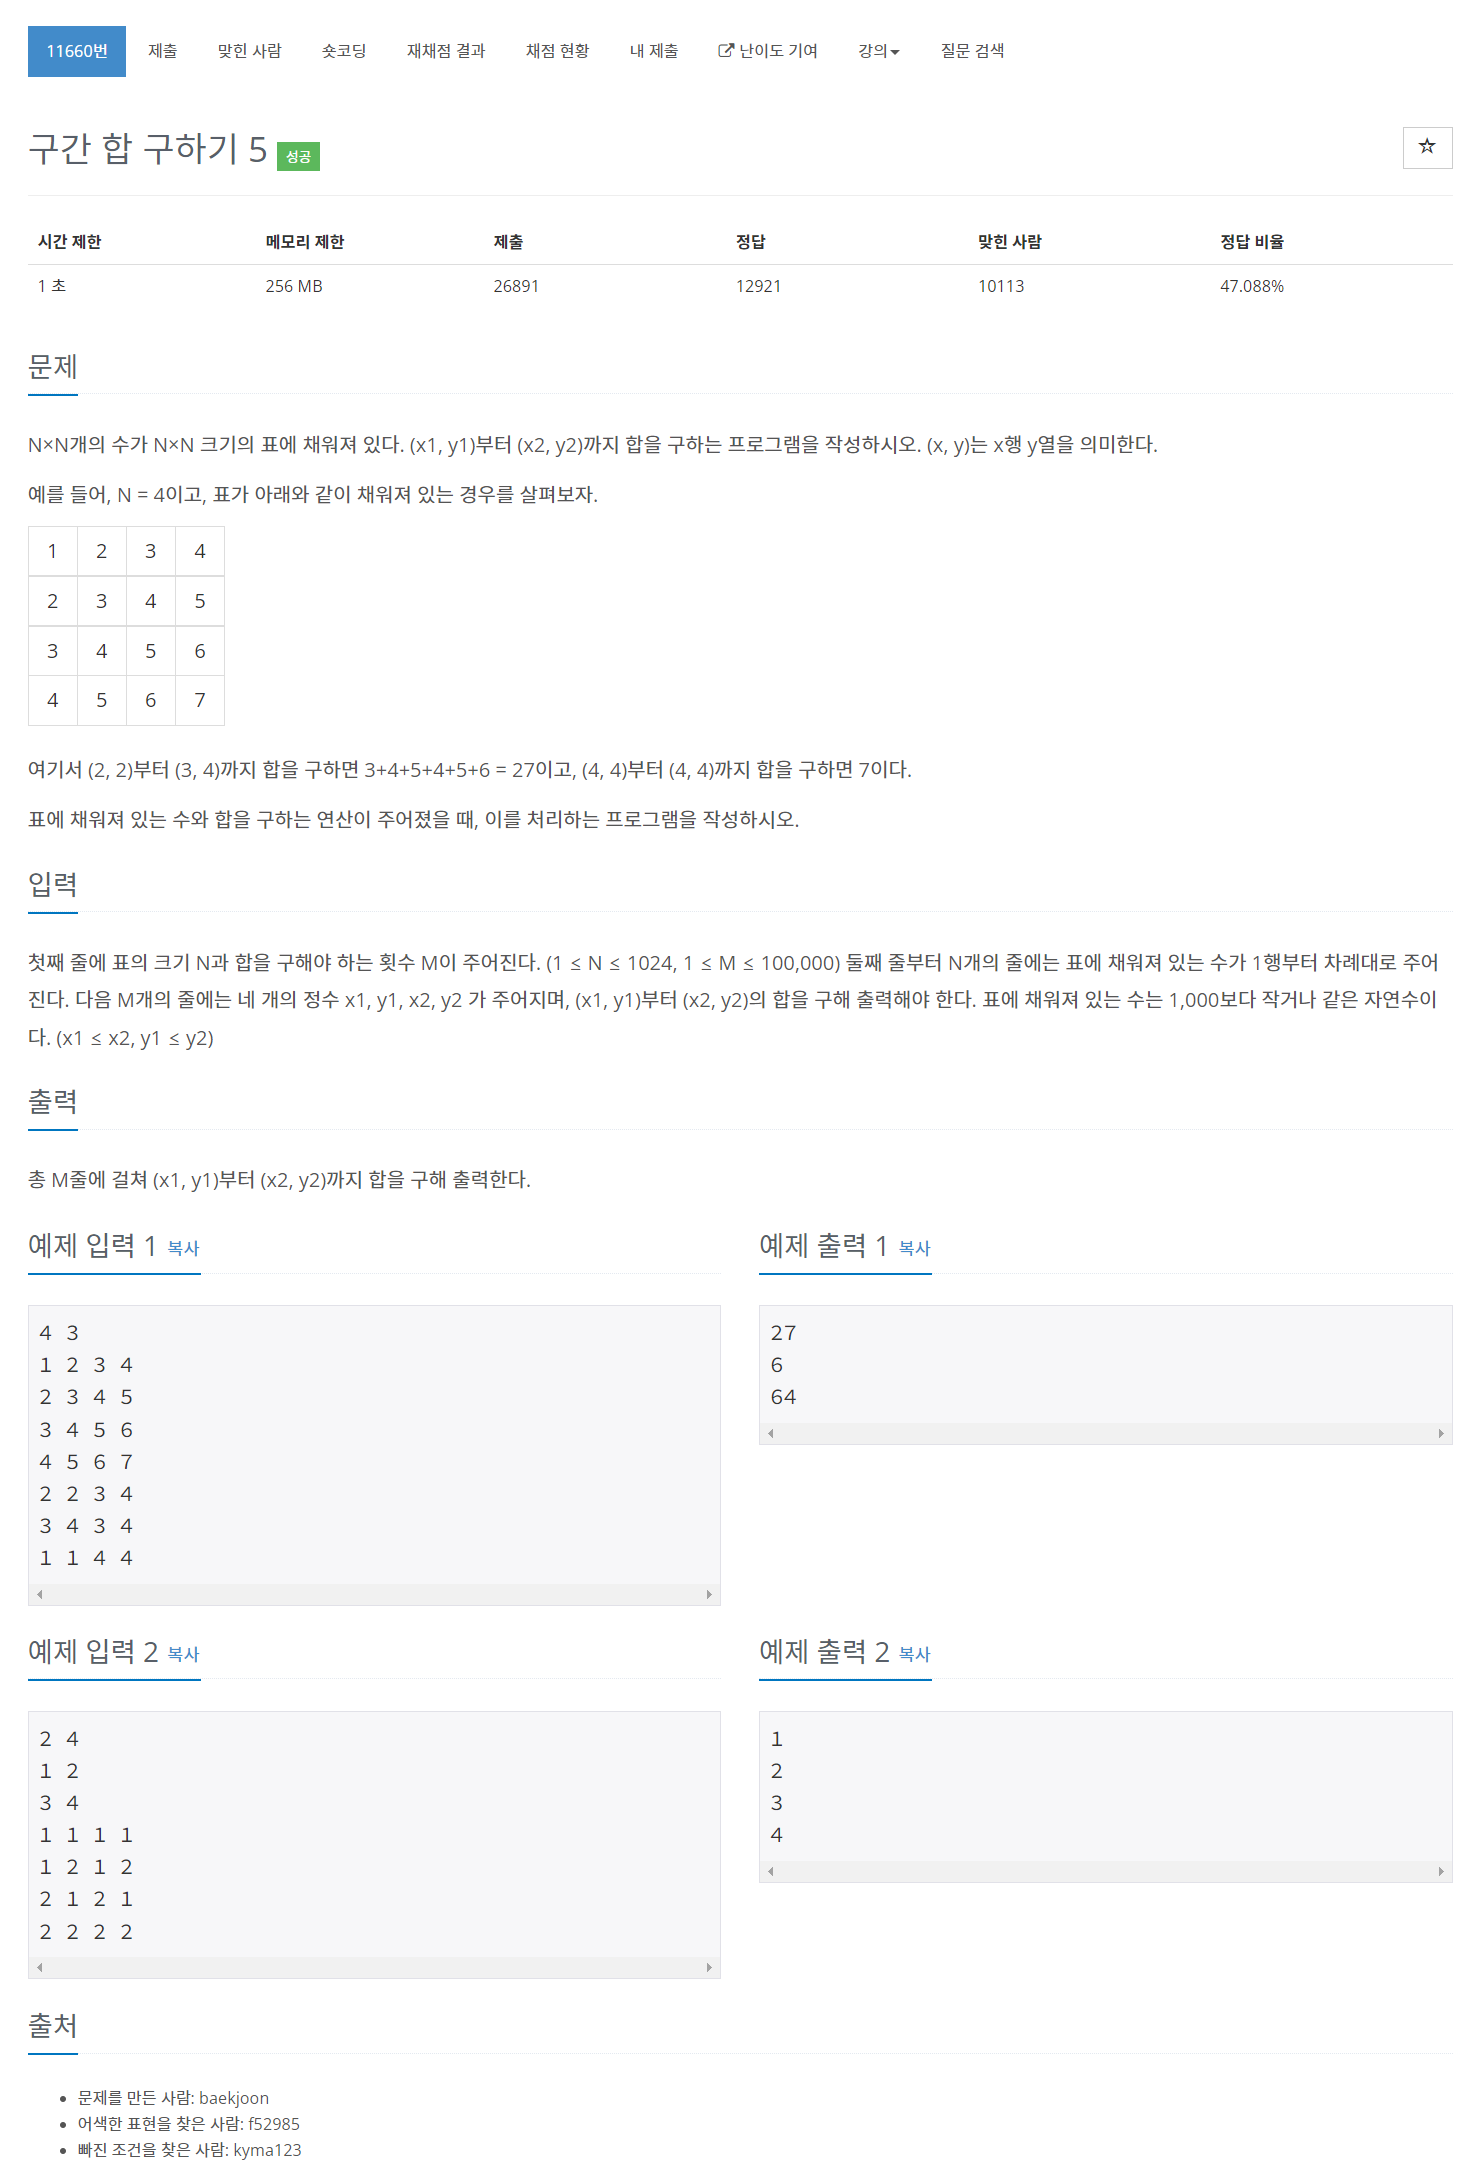 11660번 제출 맞힌 사람 숏코딩 재채점 결과 채점 현황 내 제출 난이도 기여 강의 질문 검색
구간 합 구하기 5 성공
시간 제한 메모리 제한 제출 정답 맞힌 사람 정답 비율
1 초 256 MB 26891 12921 10113 47.088%
문제
N×N개의 수가 N×N 크기의 표에 채워져 있다. (x1, y1)부터 (x2, y2)까지 합을 구하는 프로그램을 작성하시오. (x, y)는 x행 y열을 의미한다.
예를 들어, N = 4이고, 표가 아래와 같이 채워져 있는 경우를 살펴보자.
1 2 3 4
2 3 4 5
3 4 5 6
4 5 6 7
여기서 (2, 2)부터 (3, 4)까지 합을 구하면 3+4+5+4+5+6 = 27이고, (4, 4)부터 (4, 4)까지 합을 구하면 7이다.
표에 채워져 있는 수와 합을 구하는 연산이 주어졌을 때, 이를 처리하는 프로그램을 작성하시오.
입력
첫째 줄에 표의 크기 N과 합을 구해야 하는 횟수 M이 주어진다. (1 ≤ N ≤ 1024, 1 ≤ M ≤ 100,000) 둘째 줄부터 N개의 줄에는 표에 채워져 있는 수가 1행부터 차례대로 주어
진다. 다음 M개의 줄에는 네 개의 정수 x1, y1, x2, y2 가 주어지며, (x1, y1)부터 (x2, y2)의 합을 구해 출력해야 한다. 표에 채워져 있는 수는 1,000보다 작거나 같은 자연수이
다. (x1 ≤ x2, y1 ≤ y2)
출력
총 M줄에 걸쳐 (x1, y1)부터 (x2, y2)까지 합을 구해 출력한다.
예제 입력 1 복사
4 3
1 2 3 4
2 3 4 5
3 4 5 6
4 5 6 7
2 2 3 4
3 4 3 4
1 1 4 4
예제 출력 1 복사
27
6
64
예제 입력 2 복사
2 4
1 2
3 4
1 1 1 1
1 2 1 2
2 1 2 1
2 2 2 2
예제 출력 2 복사
1
2
3
4
출처
문제를 만든 사람: baekjoon
어색한 표현을 찾은 사람: f52985
빠진 조건을 찾은 사람: kyma123